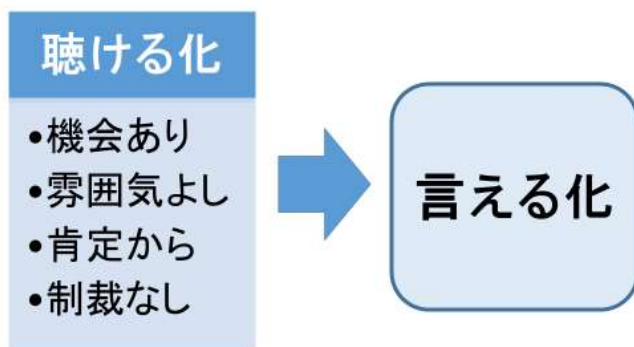 聴ける化
•機会あり
•雰囲気よし
•肯定から
•制裁なし
言える化